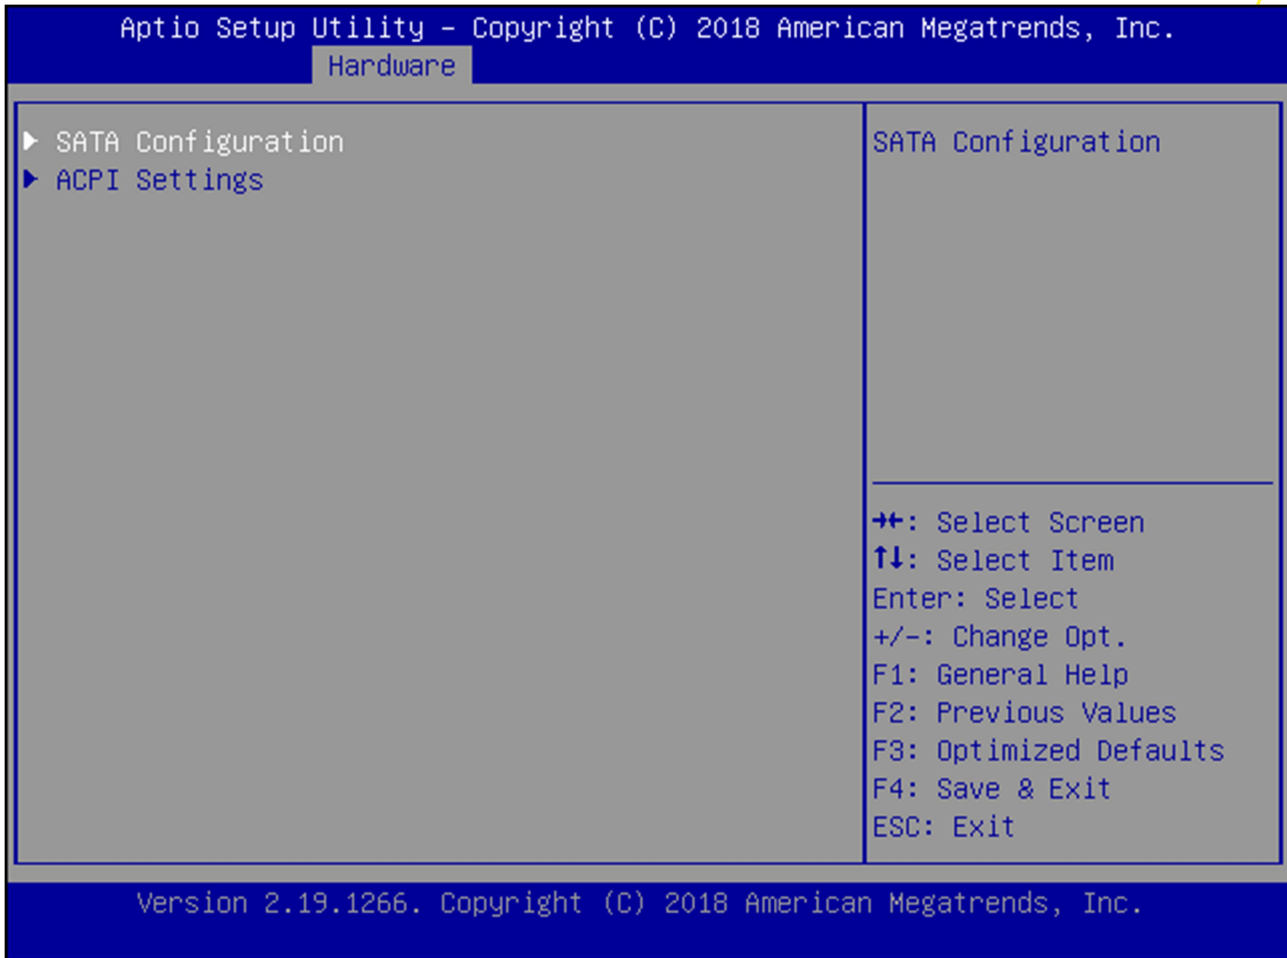 Aptio Setup Utility – Copyright (C) 2018 American Megatrends, Inc.
Hardware
▶ SATA Configuration
▶ ACPI Settings
SATA Configuration
→←: Select Screen
↑↓: Select Item
Enter: Select
+/-: Change Opt.
F1: General Help
F2: Previous Values
F3: Optimized Defaults
F4: Save & Exit
ESC: Exit
Version 2.19.1266. Copyright (C) 2018 American Megatrends, Inc.